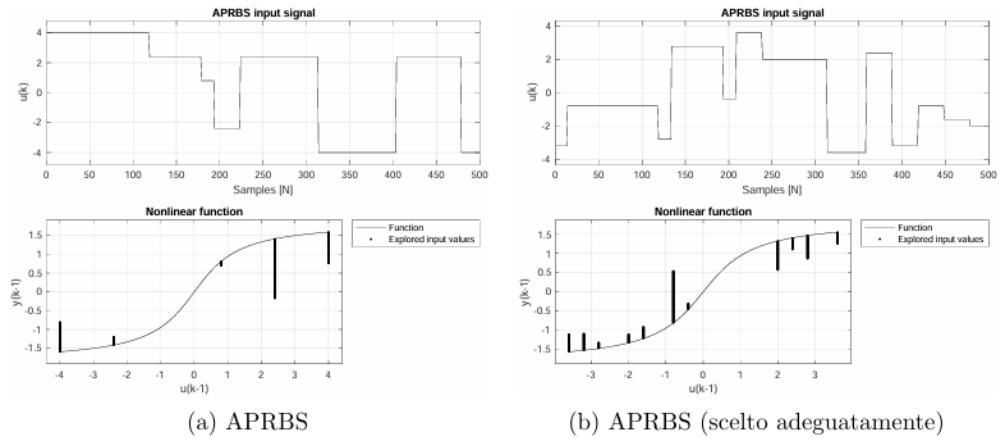 APRBS input signal
4
2
0
-2
-4
u(k)
0 50 100 150 200 250 300 350 400 450 500
Samples [N]
Nonlinear function
1.5
1
0.5
0
-0.5
-1
-1.5
y(k-1)
-4 -3 -2 -1 0 1 2 3 4
u(k-1)
Function
Explored input values
(a) APRBS
APRBS input signal
4
2
0
-2
-4
u(k)
0 50 100 150 200 250 300 350 400 450 500
Samples [N]
Nonlinear function
1.5
1
0.5
0
-0.5
-1
-1.5
y(k-1)
-3 -2 -1 0 1 2 3
u(k-1)
Function
Explored input values
(b) APRBS (scelto adeguatamente)